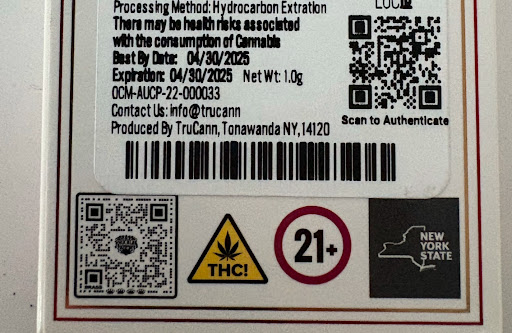 Processing Method: Hydrocarbon Extration
There may be health risks associated
with the consumption of Cannabis
Best By Date: 04/30/2025
Expiration: 04/30/2025 Net Wt: 1.0g
OCM-AUCP-22-000033
Contact Us: info@trucann
Produced By TruCann, Tonawanda NY, 14120
Scan to Authenticate
THC!
21+
NEW
YORK
STATE